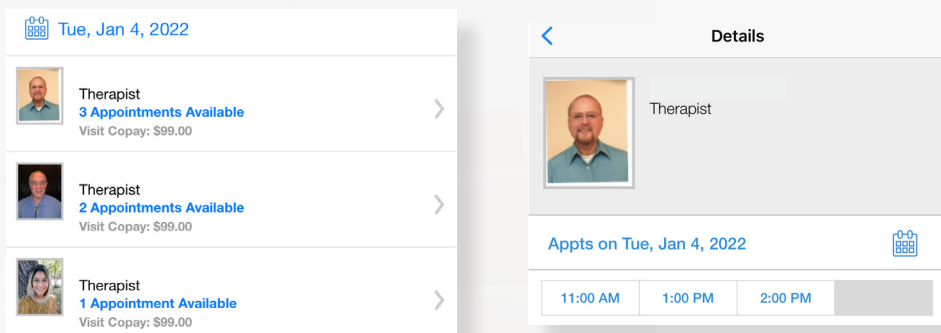 Tue, Jan 4, 2022
Therapist
3 Appointments Available
Visit Copay: $99.00
Therapist
2 Appointments Available
Visit Copay: $99.00
Therapist
1 Appointment Available
Visit Copay: $99.00
Details
Therapist
Appts on Tue, Jan 4, 2022
11:00 AM 1:00 PM 2:00 PM